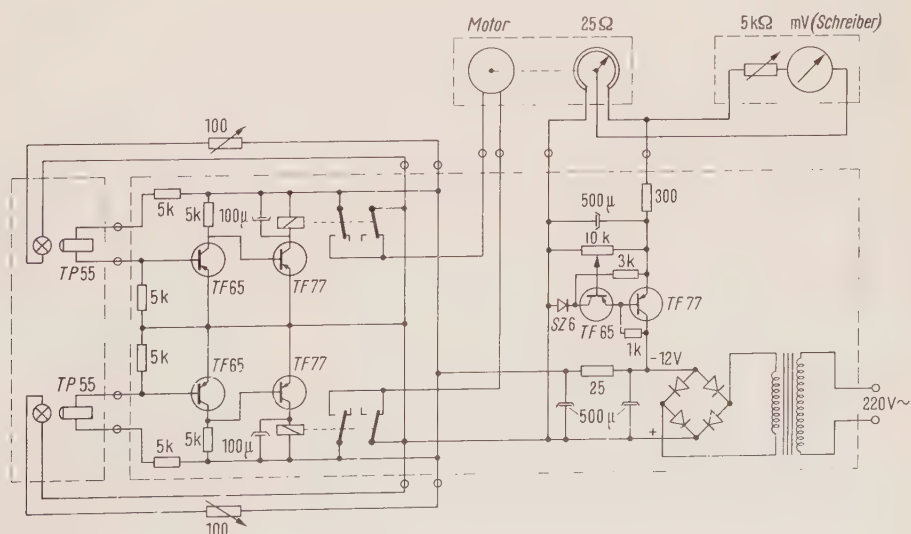 Motor 25Ω 5kΩ mV (Schreiber)
100
5k 5k 100μ
TP55 TF65 TF77
5k
5k
TF65 TF77
TP55
5k 5k 100μ
100
300
500μ
10 k
3k
SZ6 TF65 TF77
1k
-12V
25
500μ
+
220V~